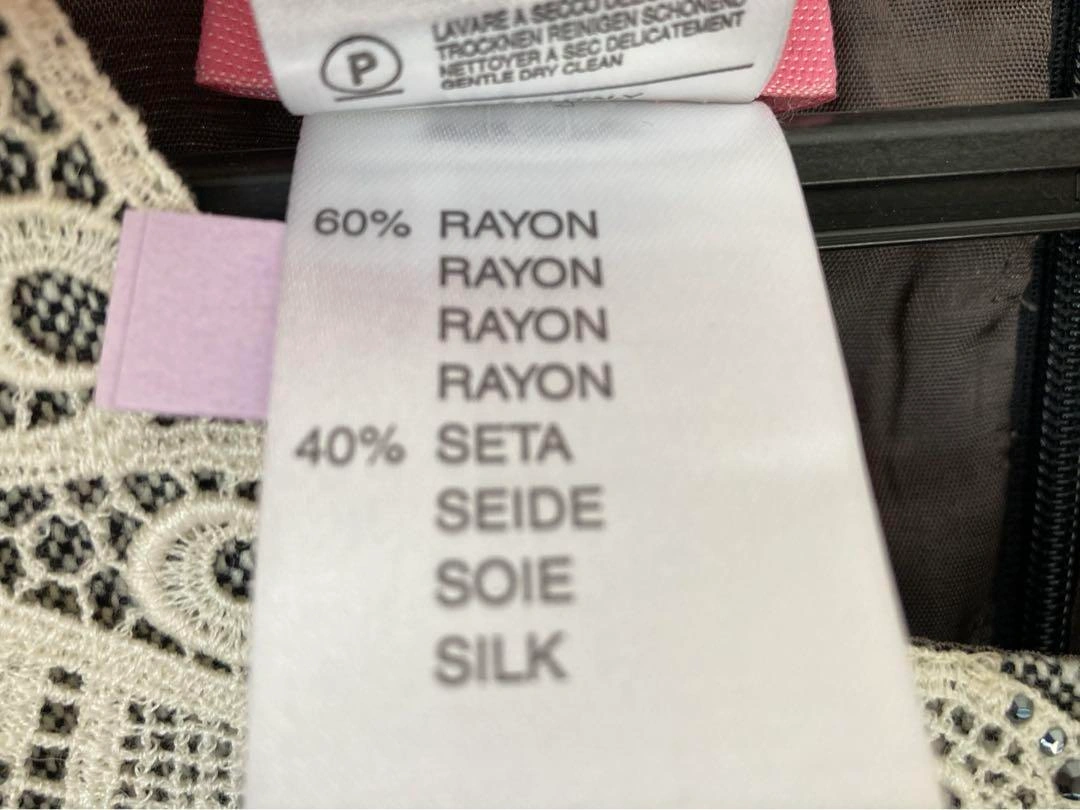 LAVARE A SECCO
TROCKNEN REINIGEN SCHONEND
NETTOYER A SEC DELICATEMENT
GENTLE DRY CLEAN
P
60% RAYON
RAYON
RAYON
RAYON
40% SETA
SEIDE
SOIE
SILK